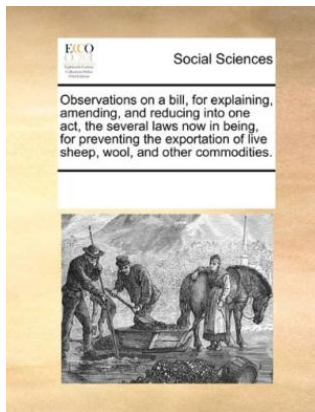 ECCO
Social Sciences
Observations on a bill, for explaining,
amending, and reducing into one
act, the several laws now in being,
for preventing the exportation of live
sheep, wool, and other commodities.